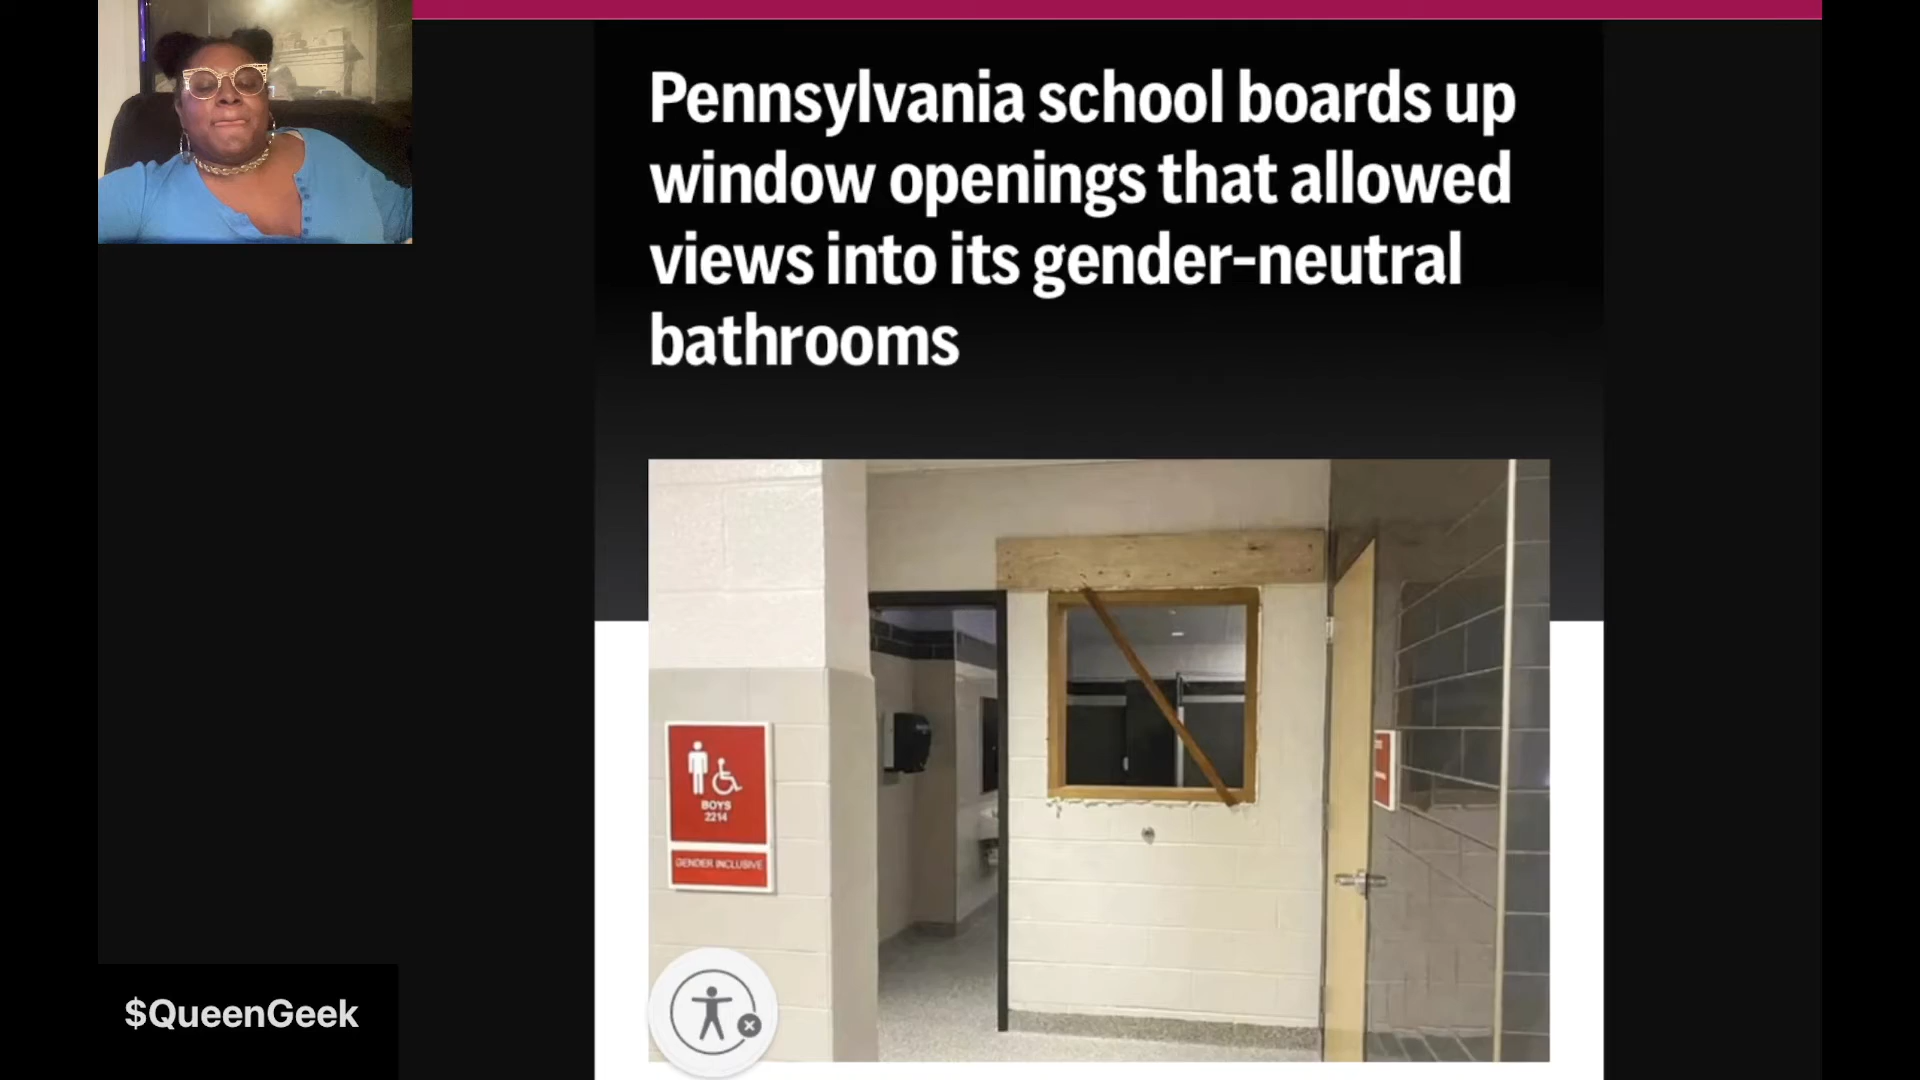 Pennsylvania school boards up
window openings that allowed
views into its gender-neutral
bathrooms
BOYS
2214
GENDER INCLUSIVE
$QueenGeek